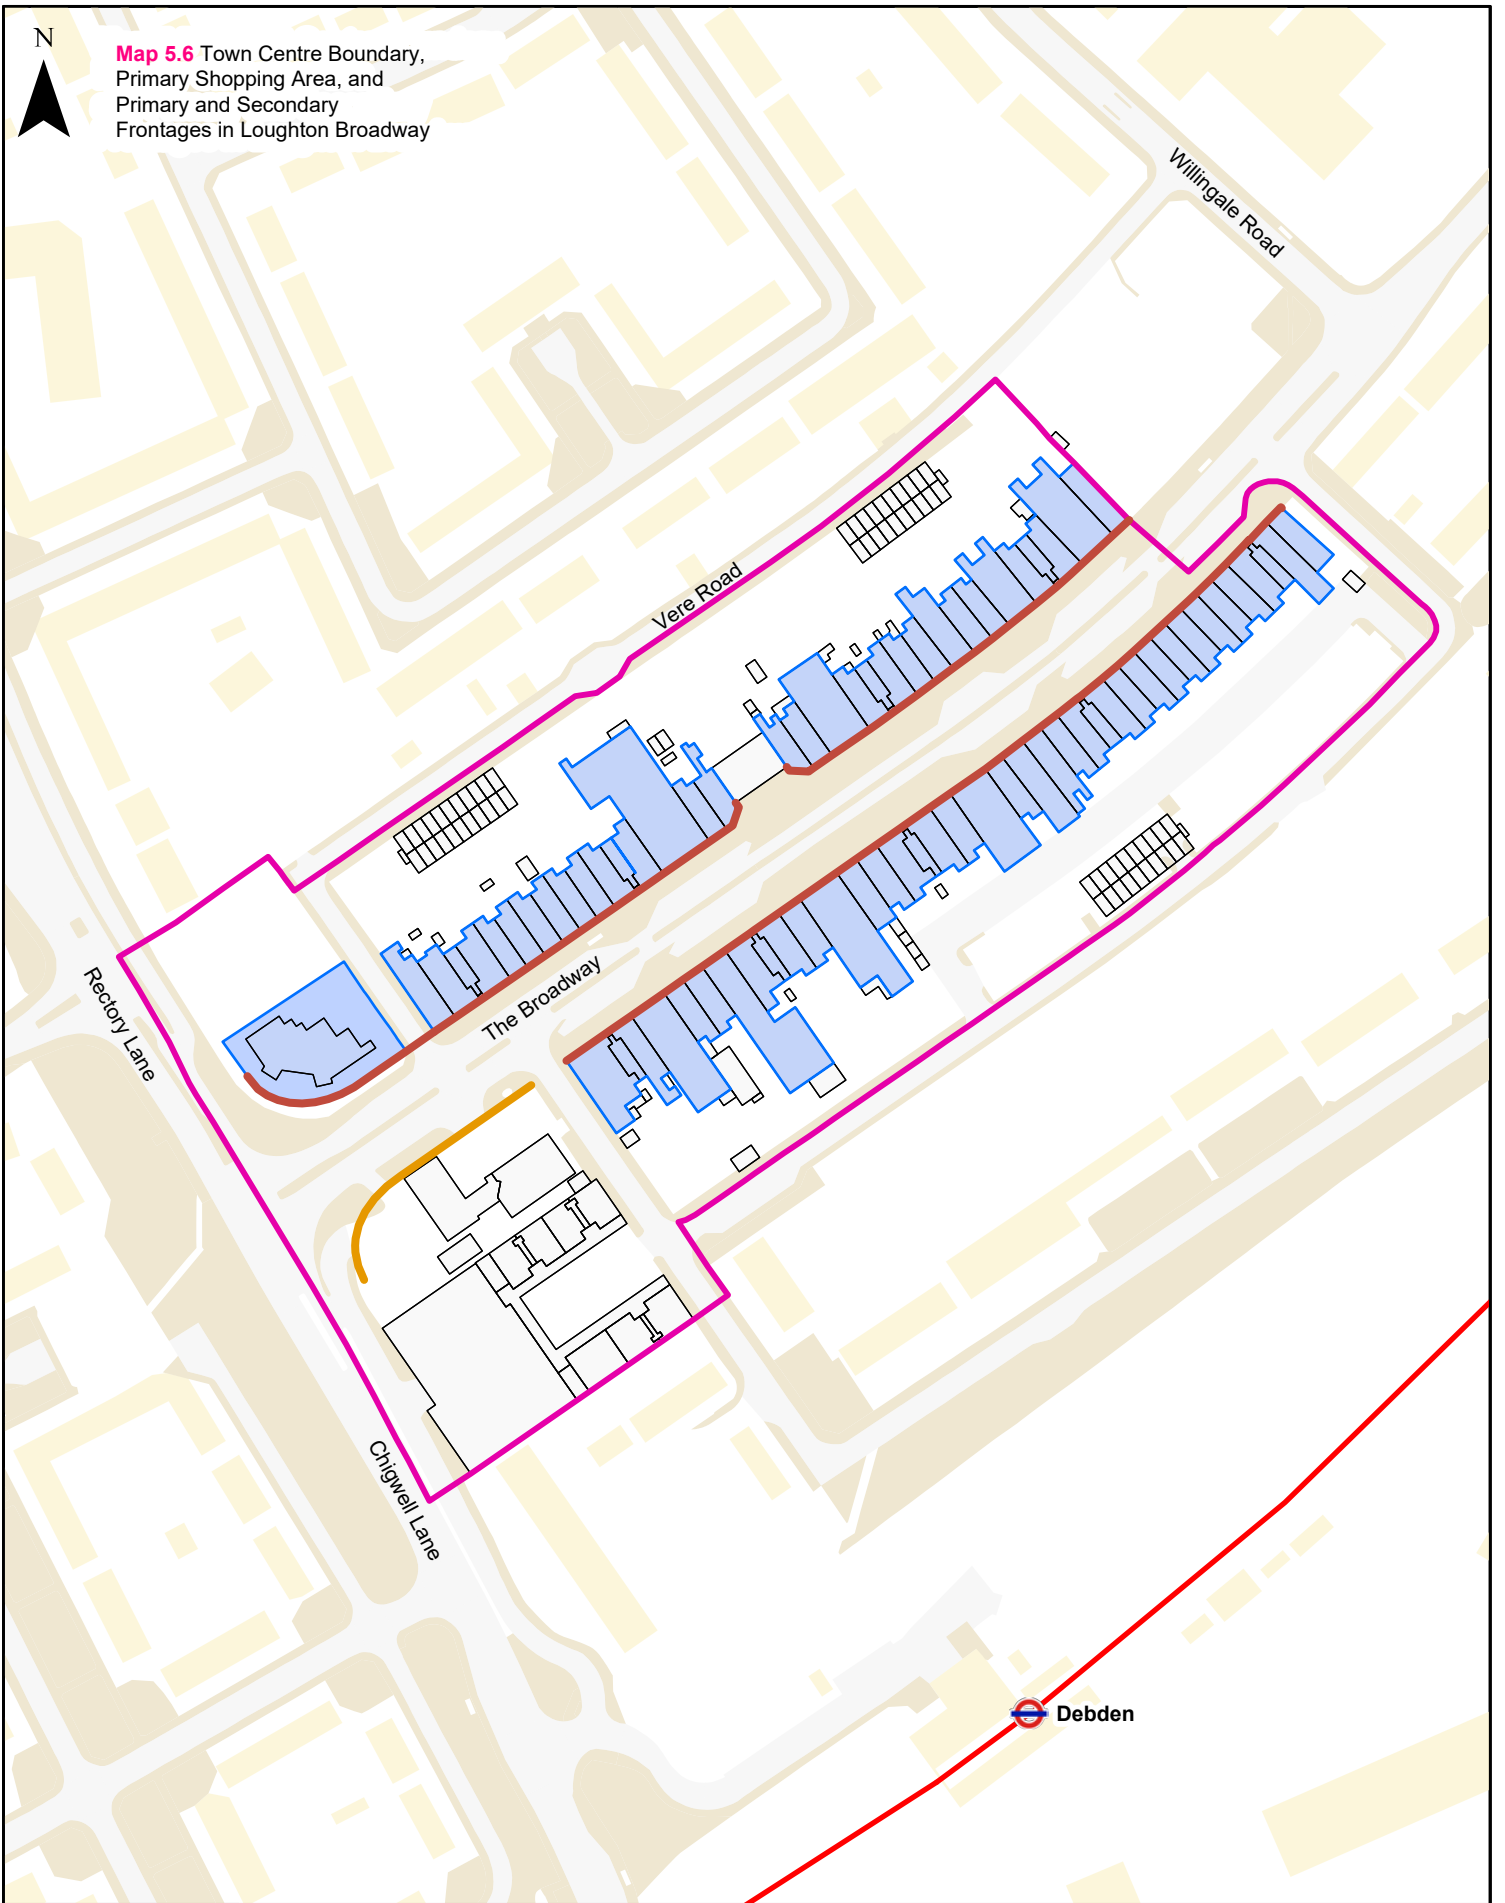 N
Map 5.6 Town Centre Boundary,
Primary Shopping Area, and
Primary and Secondary
Frontages in Loughton Broadway
Willingale Road
Vere Road
The Broadway
Rectory Lane
Chigwell Lane
Debden